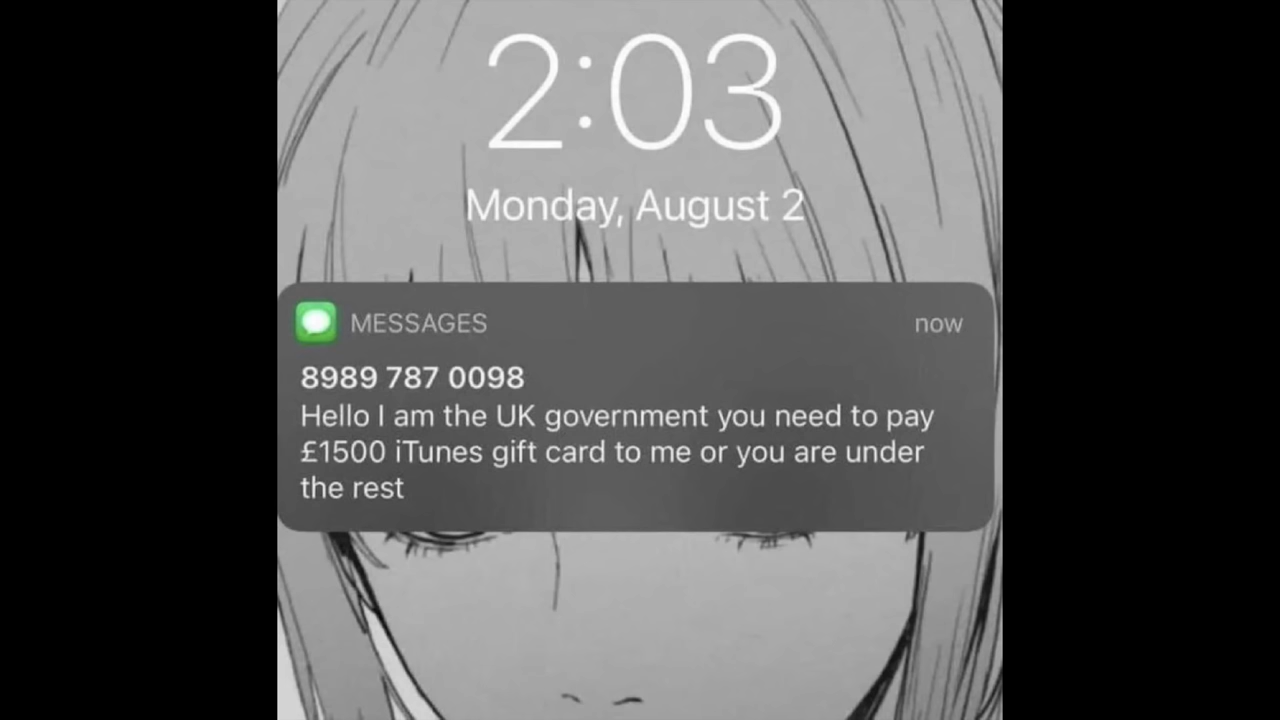 2:03
Monday, August 2
MESSAGES
now
8989 787 0098
Hello I am the UK government you need to pay
£1500 iTunes gift card to me or you are under
the rest